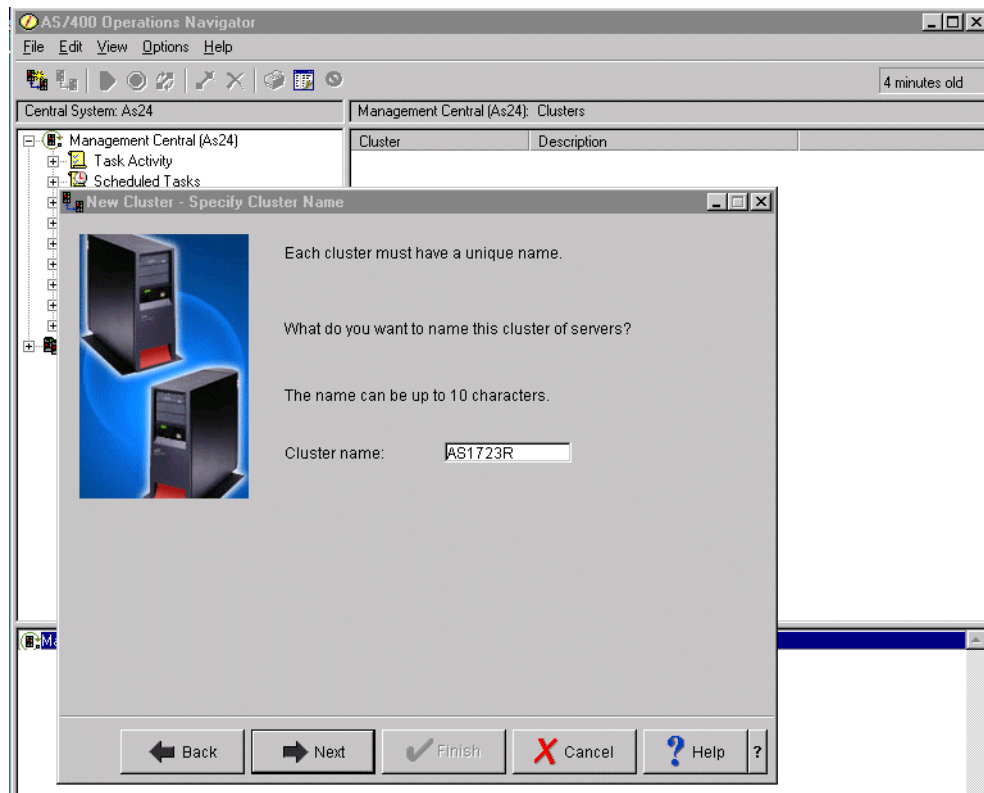 AS/400 Operations Navigator
File Edit View Options Help
4 minutes old
Central System: As24
Management Central (As24): Clusters
Management Central (As24)
Cluster Description
Task Activity
Scheduled Tasks
New Cluster - Specify Cluster Name
Each cluster must have a unique name.
What do you want to name this cluster of servers?
The name can be up to 10 characters.
Cluster name: AS1723R
Ma
Back Next Finish Cancel Help ?